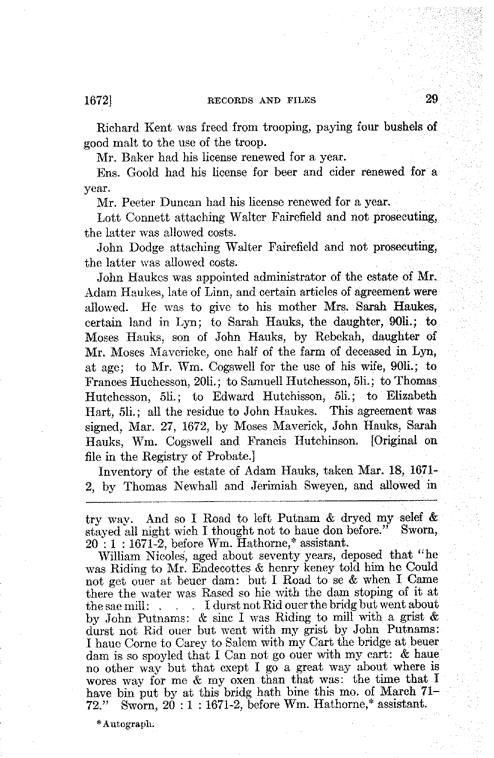 1672] RECORDS AND FILES 29
Richard Kent was freed from trooping, paying four bushels of
good malt to the use of the troop.
Mr. Baker had his license renewed for a year.
Ens. Goold had his license for beer and cider renewed for a
year.
Mr. Peeter Duncan had his license renewed for a year.
Lott Connett attaching Walter Fairefield and not prosecuting,
the latter was allowed costs.
John Dodge attaching Walter Fairefield and not prosecuting,
the latter was allowed costs.
John Haukes was appointed administrator of the estate of Mr.
Adam Haukes, late of Linn, and certain articles of agreement were
allowed. He was to give to his mother Mrs. Sarah Haukes,
certain land in Lyn; to Sarah Hauks, the daughter, 90li.; to
Moses Hauks, son of John Hauks, by Rebekah, daughter of
Mr. Moses Mavericke, one half of the farm of deceased in Lyn,
at age; to Mr. Wm. Cogswell for the use of his wife, 90li.; to
Frances Huchesson, 20li.; to Samuell Hutchesson, 5li.; to Thomas
Hutchesson, 5li.; to Edward Hutchisson, 5li.; to Elizabeth
Hart, 5li.; all the residue to John Haukes. This agreement was
signed, Mar. 27, 1672, by Moses Maverick, John Hauks, Sarah
Hauks, Wm. Cogswell and Francis Hutchinson. [Original on
file in the Registry of Probate.]
Inventory of the estate of Adam Hauks, taken Mar. 18, 1671-
2, by Thomas Newhall and Jerimiah Sweyen, and allowed in
try way. And so I Road to left Putnam & dryed my selef &
stayed all night wich I thought not to haue don before." Sworn,
20 : 1 : 1671-2, before Wm. Hathorne,* assistant.
William Nicoles, aged about seventy years, deposed that "he
was Riding to Mr. Endecottes & henry keney told him he Could
not get ouer at beuer dam: but I Road to se & when I Came
there the water was Rased so hie with the dam stoping of it at
the sae mill: . . . I durst not Rid ouer the bridg but went about
by John Putnams: & sinc I was Riding to mill with a grist &
durst not Rid ouer but went with my grist by John Putnams:
I haue Corne to Carey to Salem with my Cart the bridge at beuer
dam is so spoyled that I Can not go ouer with my cart: & haue
no other way but that exept I go a great way about where is
wores way for me & my oxen than that was: the time that I
have bin put by at this bridg hath bine this mo. of March 71–
72." Sworn, 20 : 1 : 1671-2, before Wm. Hathorne,* assistant.
*Autograph.